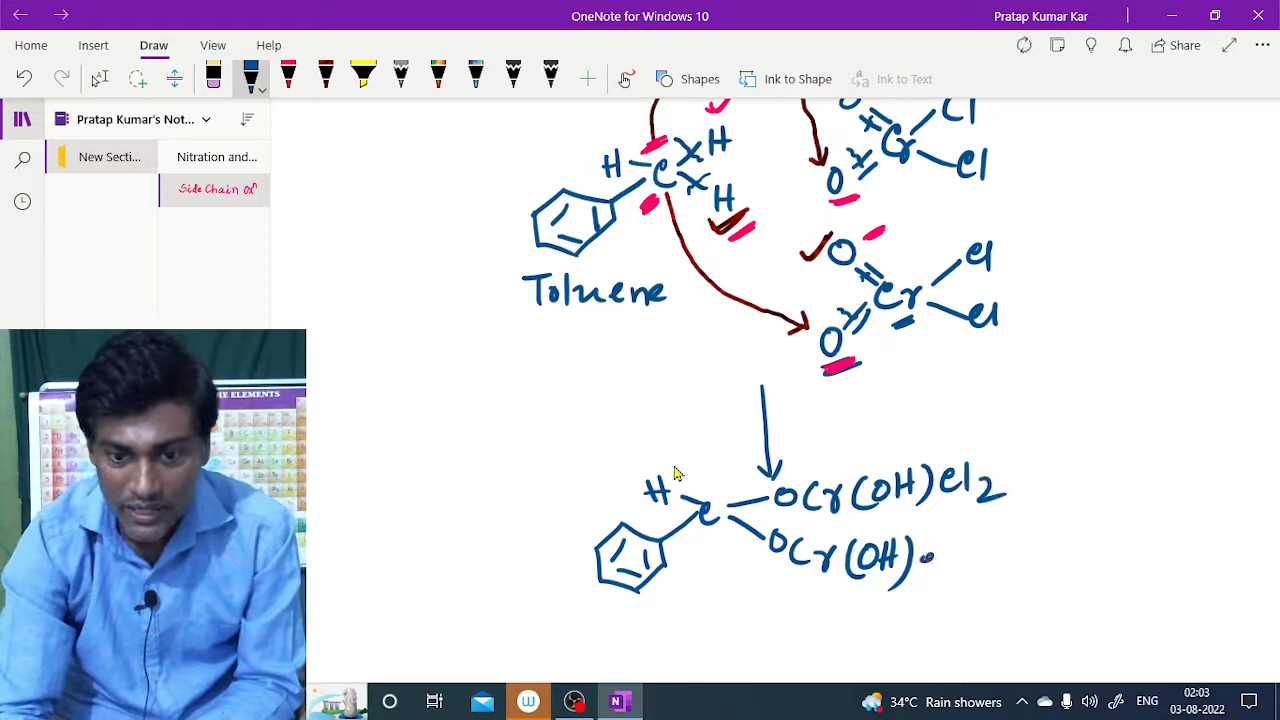 OneNote for Windows 10
Pratap Kumar Kar
Home Insert Draw View Help
Share
Shapes
Ink to Shape
Ink to Text
Pratap Kumar's Not...
New Secti...
Nitration and...
Side Chain Oxⁿ
O Cr Cl
Cl
O
H C H
H
Toluene
O Cr Cl
Cl
O
E ELEMENTS
H C OCr(OH)Cl2
OCr(OH)
W
N
34°C Rain showers
ENG
02:03
03-08-2022